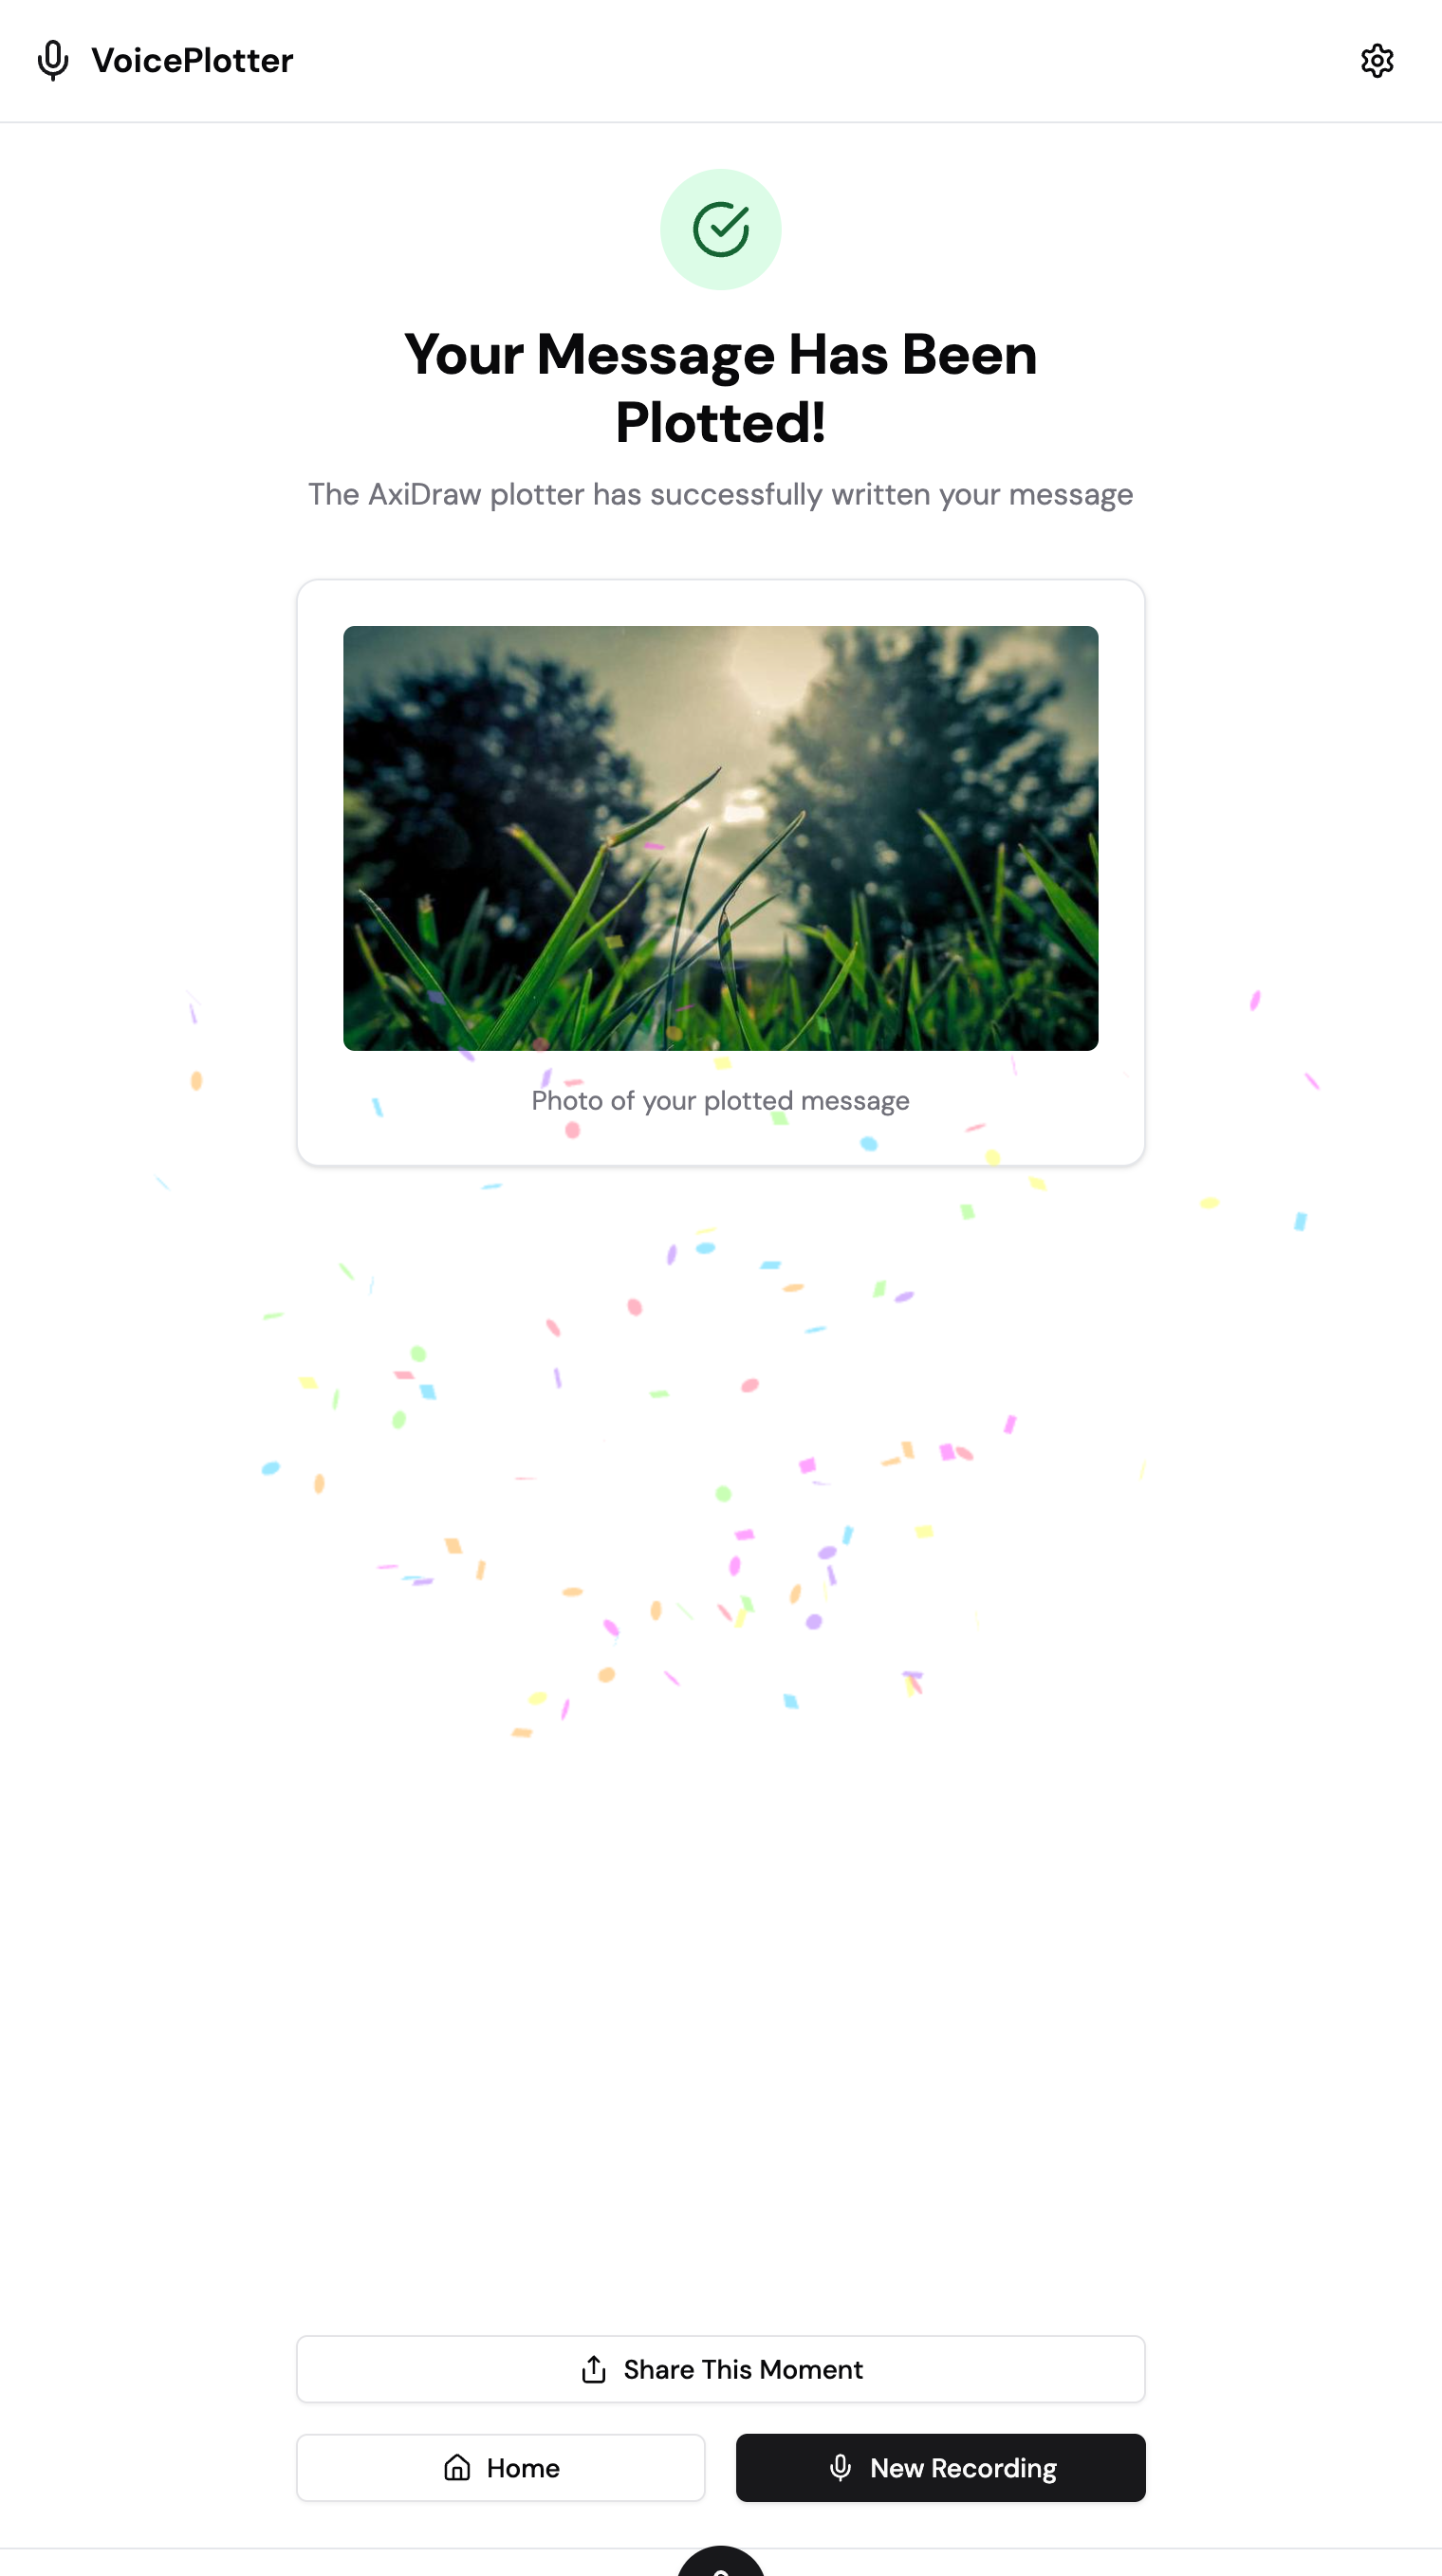 VoicePlotter
Your Message Has Been
Plotted!
The AxiDraw plotter has successfully written your message
Photo of your plotted message
Share This Moment
Home
New Recording